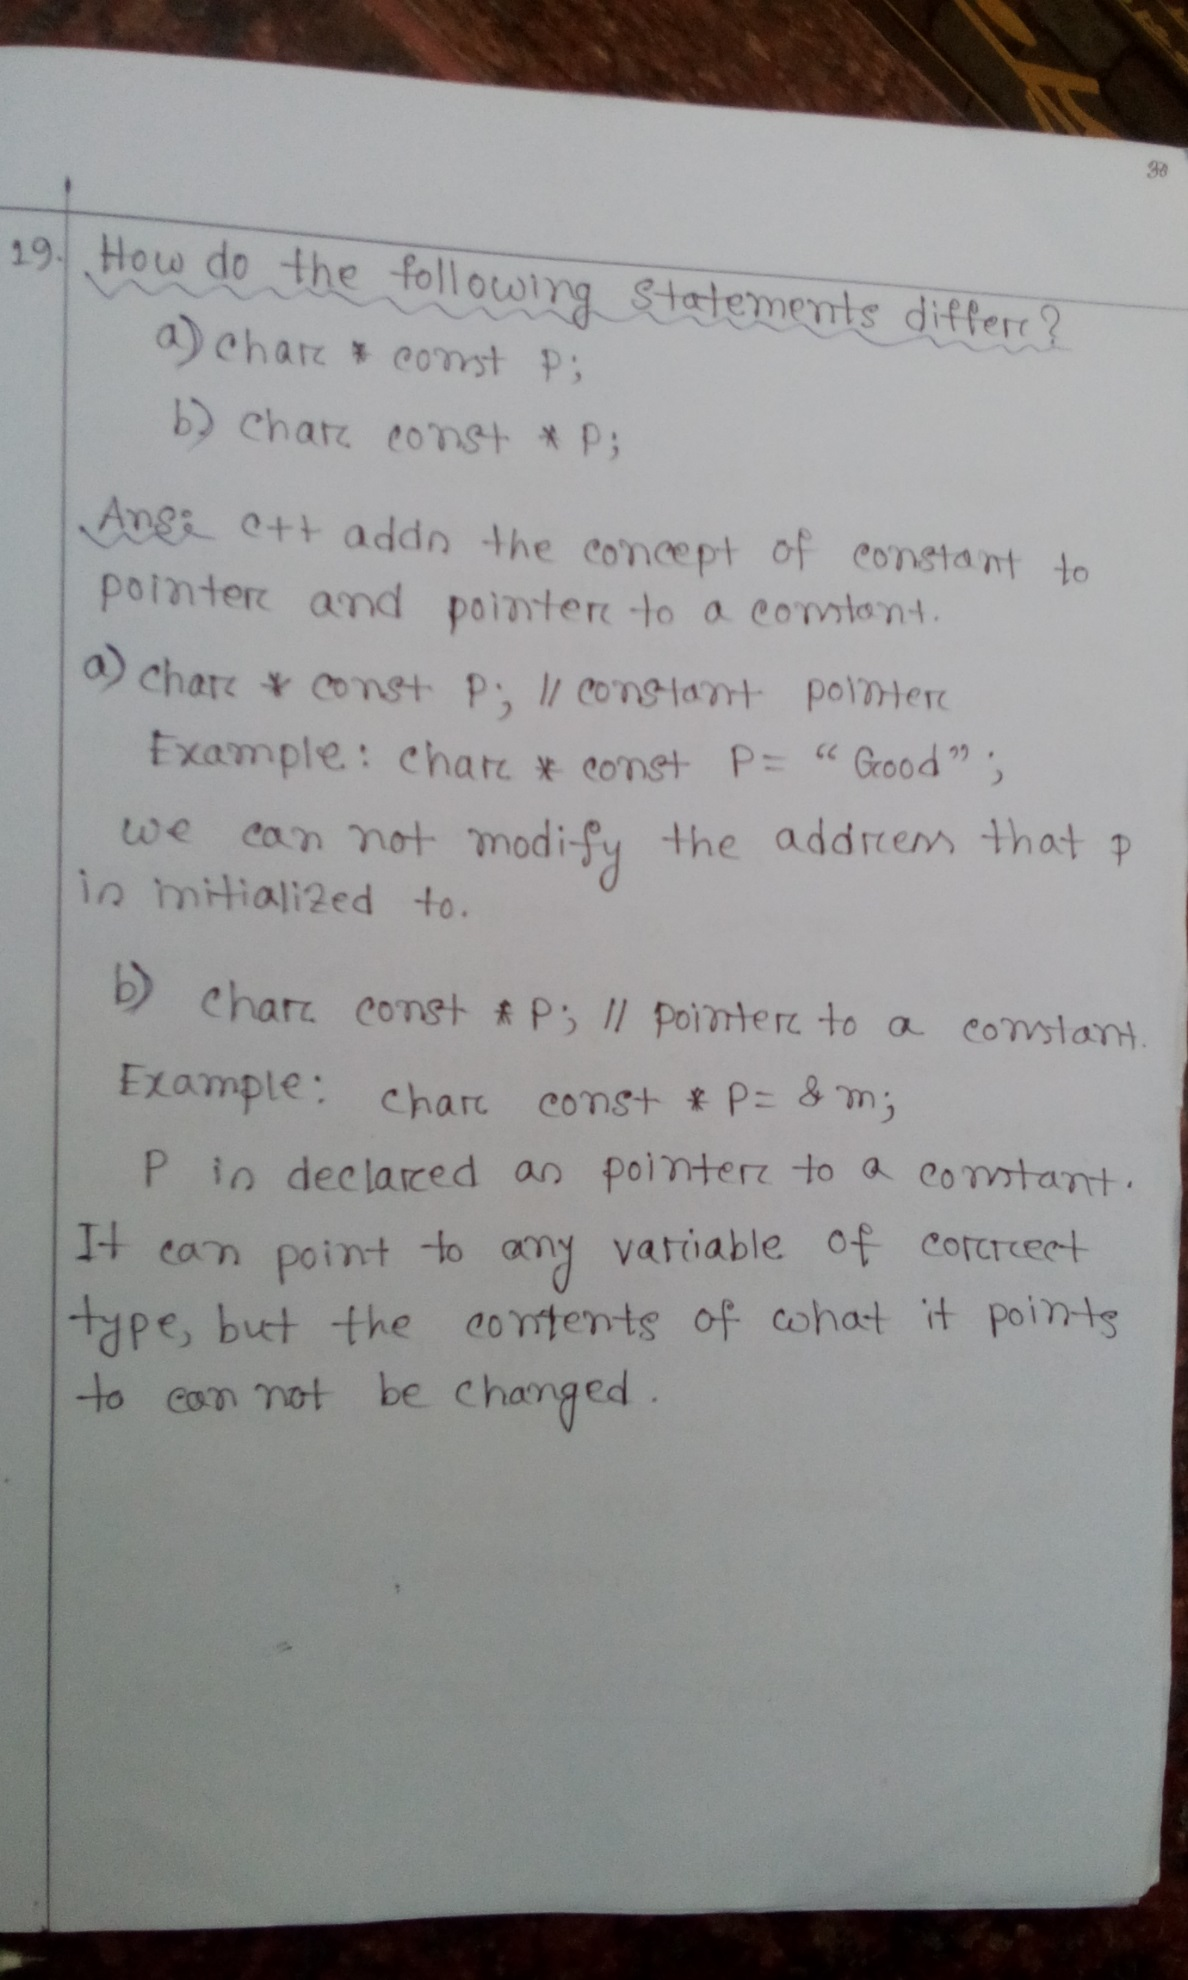 30
19. How do the following statements differ?
a) char * const p;
b) char const * p;
Ans: C++ adds the concept of constant to
pointer and pointer to a constant.
a) char * const p; // constant pointer
Example: char * const p = "Good";
we can not modify the address that p
is initialized to.
b) char const * p; // pointer to a constant.
Example: char const * p = & m;
P is declared as pointer to a constant.
It can point to any variable of correct
type, but the contents of what it points
to can not be changed.